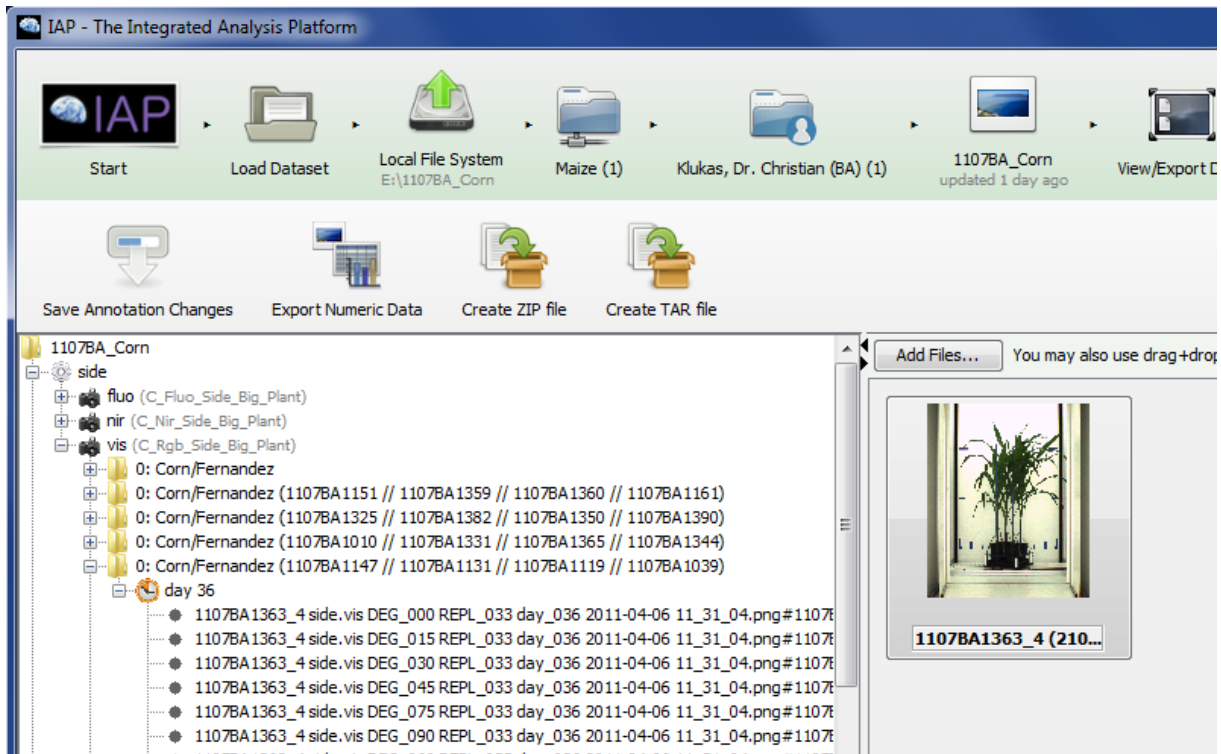 IAP - The Integrated Analysis Platform
IAP
Start
Load Dataset
Local File System
E:\1107BA_Corn
Maize (1)
Klukas, Dr. Christian (BA) (1)
1107BA_Corn
updated 1 day ago
View/Export D
Save Annotation Changes
Export Numeric Data
Create ZIP file
Create TAR file
1107BA_Corn
side
fluo (C_Fluo_Side_Big_Plant)
nir (C_Nir_Side_Big_Plant)
vis (C_Rgb_Side_Big_Plant)
0: Corn/Fernandez
0: Corn/Fernandez (1107BA1151 // 1107BA1359 // 1107BA1360 // 1107BA1161)
0: Corn/Fernandez (1107BA1325 // 1107BA1382 // 1107BA1350 // 1107BA1390)
0: Corn/Fernandez (1107BA1010 // 1107BA1331 // 1107BA1365 // 1107BA1344)
0: Corn/Fernandez (1107BA1147 // 1107BA1131 // 1107BA1119 // 1107BA1039)
day 36
1107BA1363_4 side.vis DEG_000 REPL_033 day_036 2011-04-06 11_31_04.png#1107B
1107BA1363_4 side.vis DEG_015 REPL_033 day_036 2011-04-06 11_31_04.png#1107B
1107BA1363_4 side.vis DEG_030 REPL_033 day_036 2011-04-06 11_31_04.png#1107B
1107BA1363_4 side.vis DEG_045 REPL_033 day_036 2011-04-06 11_31_04.png#1107B
1107BA1363_4 side.vis DEG_075 REPL_033 day_036 2011-04-06 11_31_04.png#1107B
1107BA1363_4 side.vis DEG_090 REPL_033 day_036 2011-04-06 11_31_04.png#1107B
Add Files...
You may also use drag+drop
1107BA1363_4 (210...